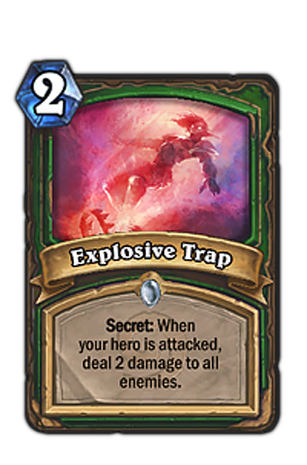 2
Explosive Trap
Secret: When
your hero is attacked,
deal 2 damage to all
enemies.